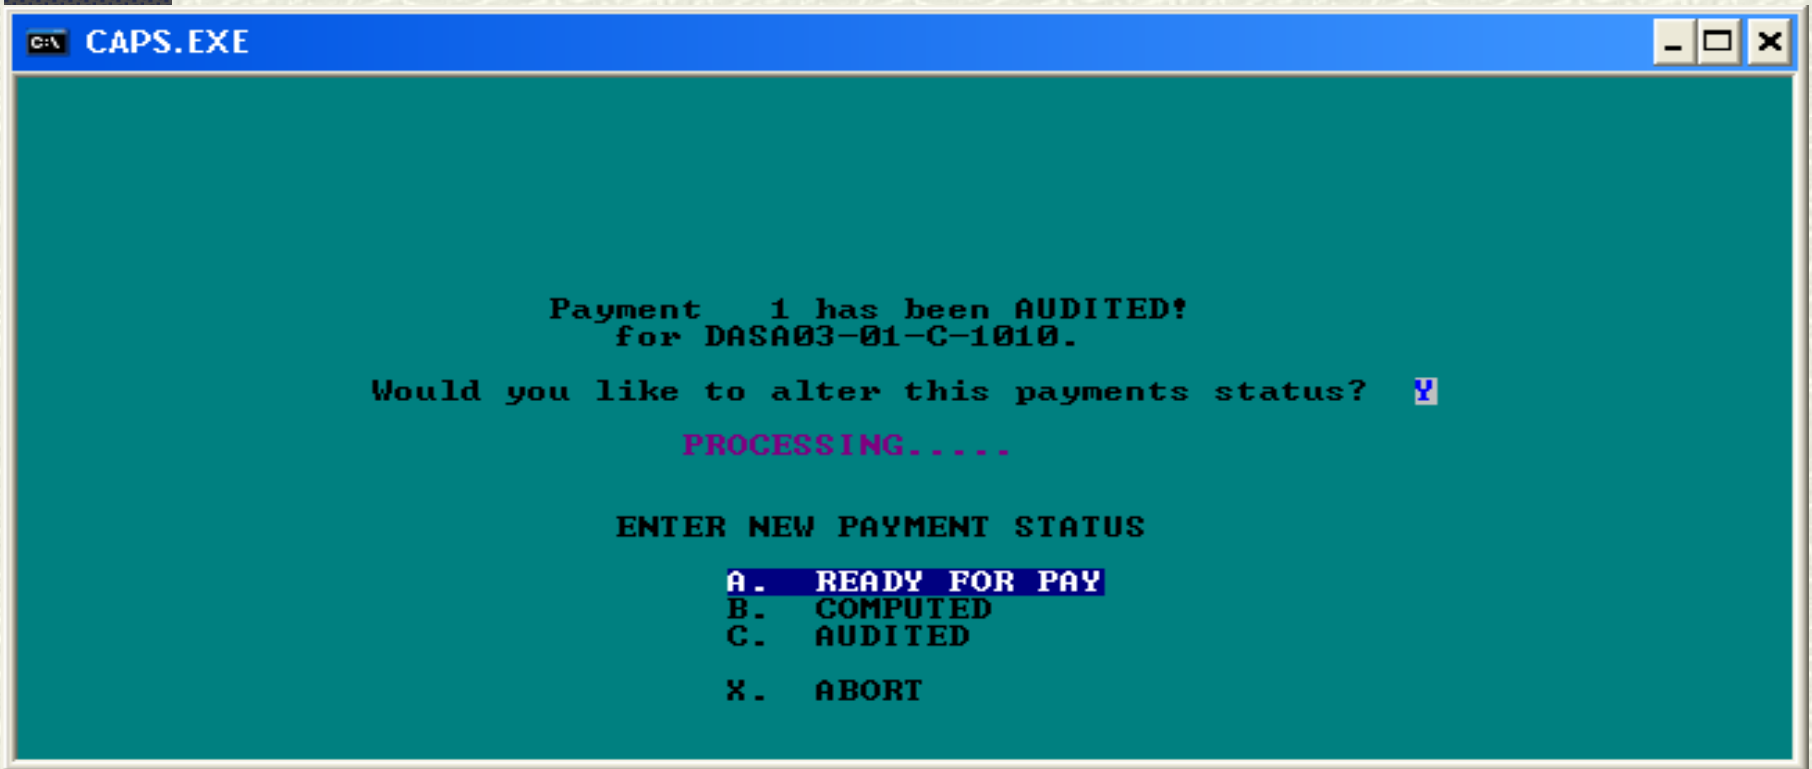 CAPS.EXE
Payment 1 has been AUDITED!
for DASA03-01-C-1010.
Would you like to alter this payments status? Y
PROCESSING.....
ENTER NEW PAYMENT STATUS
A. READY FOR PAY
B. COMPUTED
C. AUDITED
X. ABORT